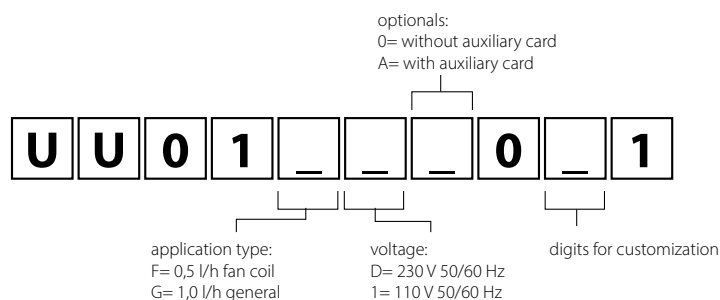 optionals:
0= without auxiliary card
A= with auxiliary card
U U 0 1 _ _ _ 0 _ 1
application type:
F= 0,5 l/h fan coil
G= 1,0 l/h general
voltage:
D= 230 V 50/60 Hz
1= 110 V 50/60 Hz
digits for customization